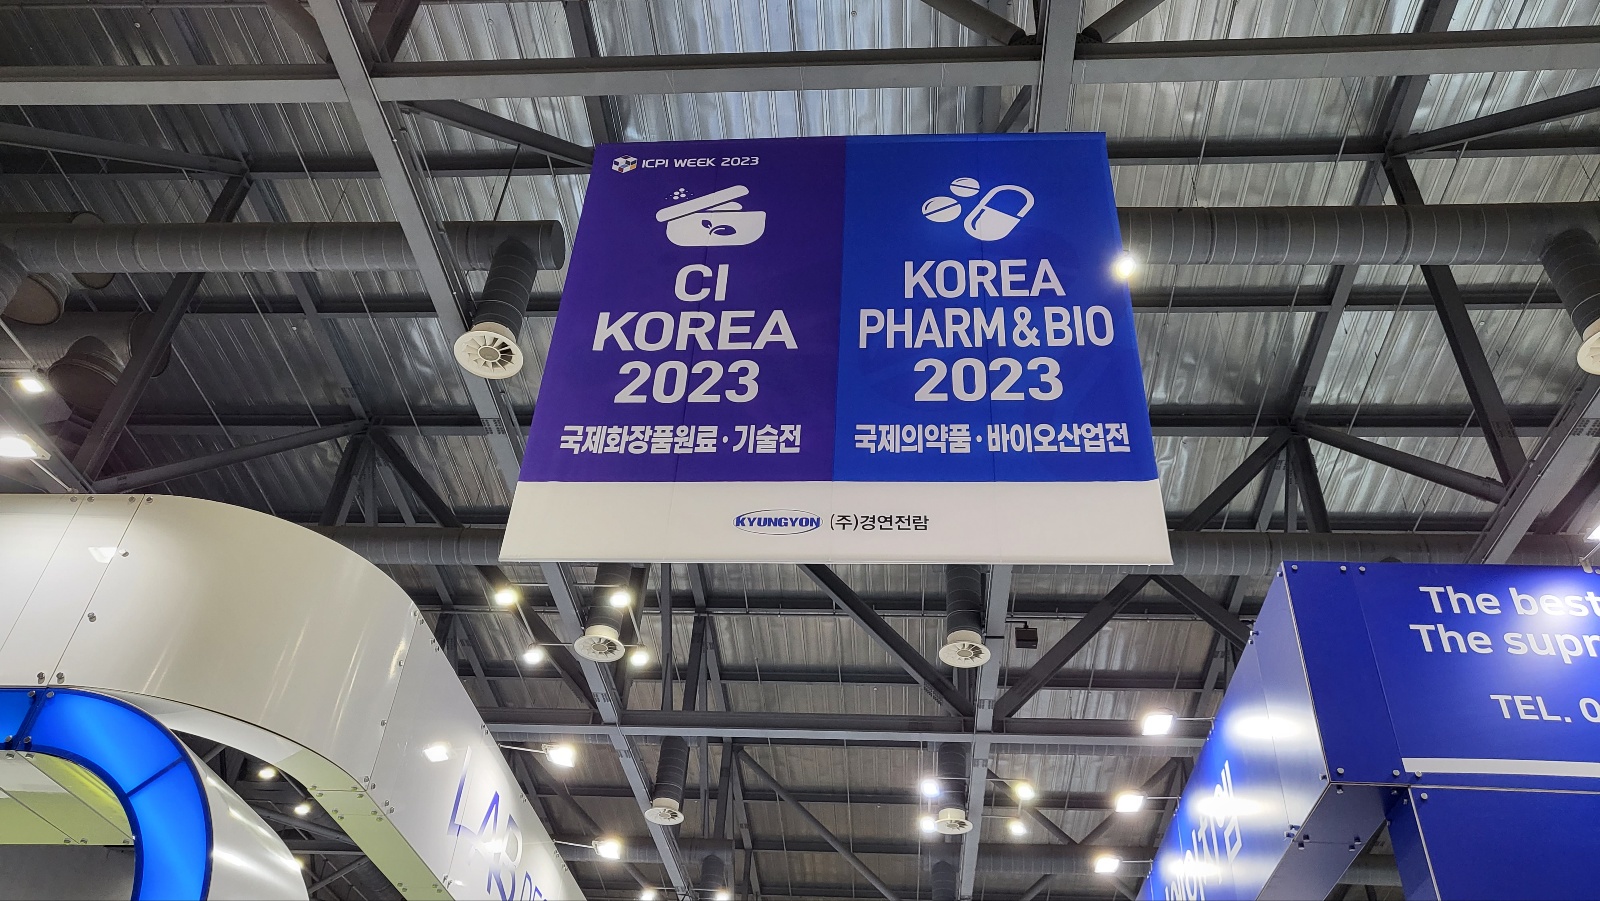 ICPI WEEK 2023
CI
KOREA
2023
국제화장품원료·기술전
KOREA
PHARM&BIO
2023
국제의약품·바이오산업전
KYUNGYON (주)경연전람
The best
The supr
TEL. 0
LAB